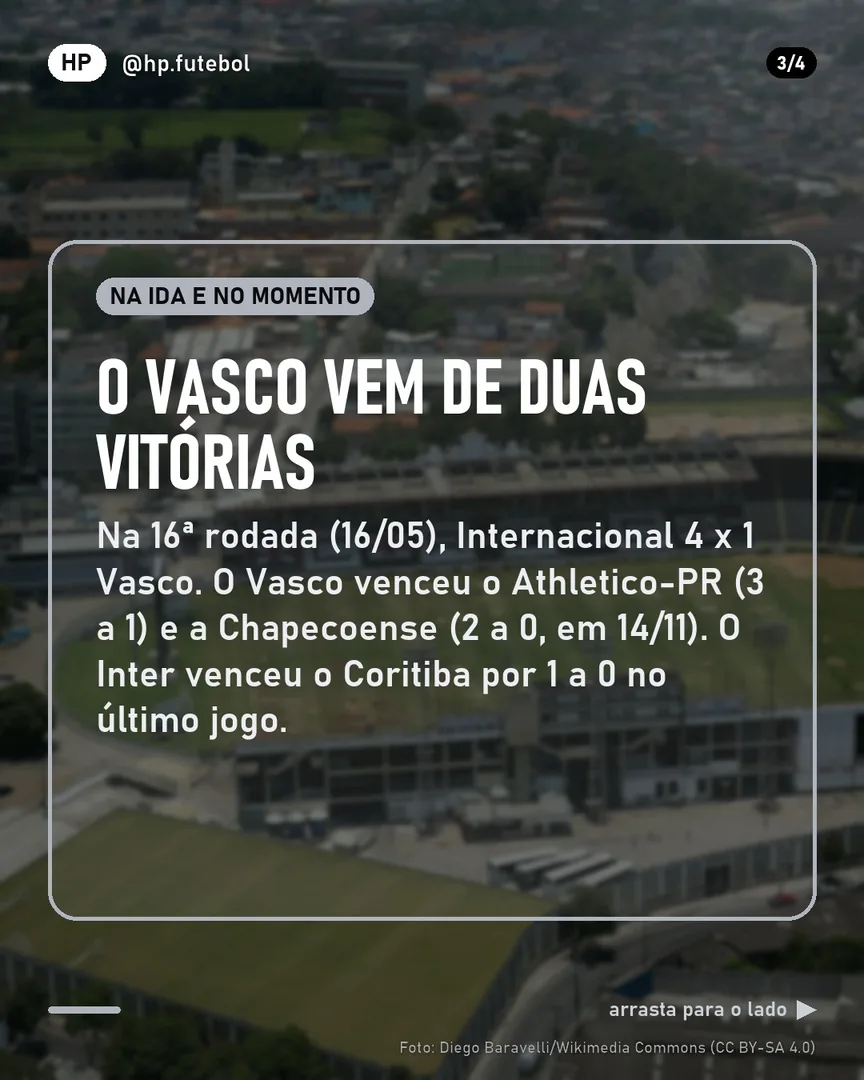 HP @hp.futebol
3/4
NA IDA E NO MOMENTO
O VASCO VEM DE DUAS
VITÓRIAS
Na 16ª rodada (16/05), Internacional 4 x 1
Vasco. O Vasco venceu o Athletico-PR (3
a 1) e a Chapecoense (2 a 0, em 14/11). O
Inter venceu o Coritiba por 1 a 0 no
último jogo.
arrasta para o lado ▶
Foto: Diego Baravelli/Wikimedia Commons (CC BY-SA 4.0)